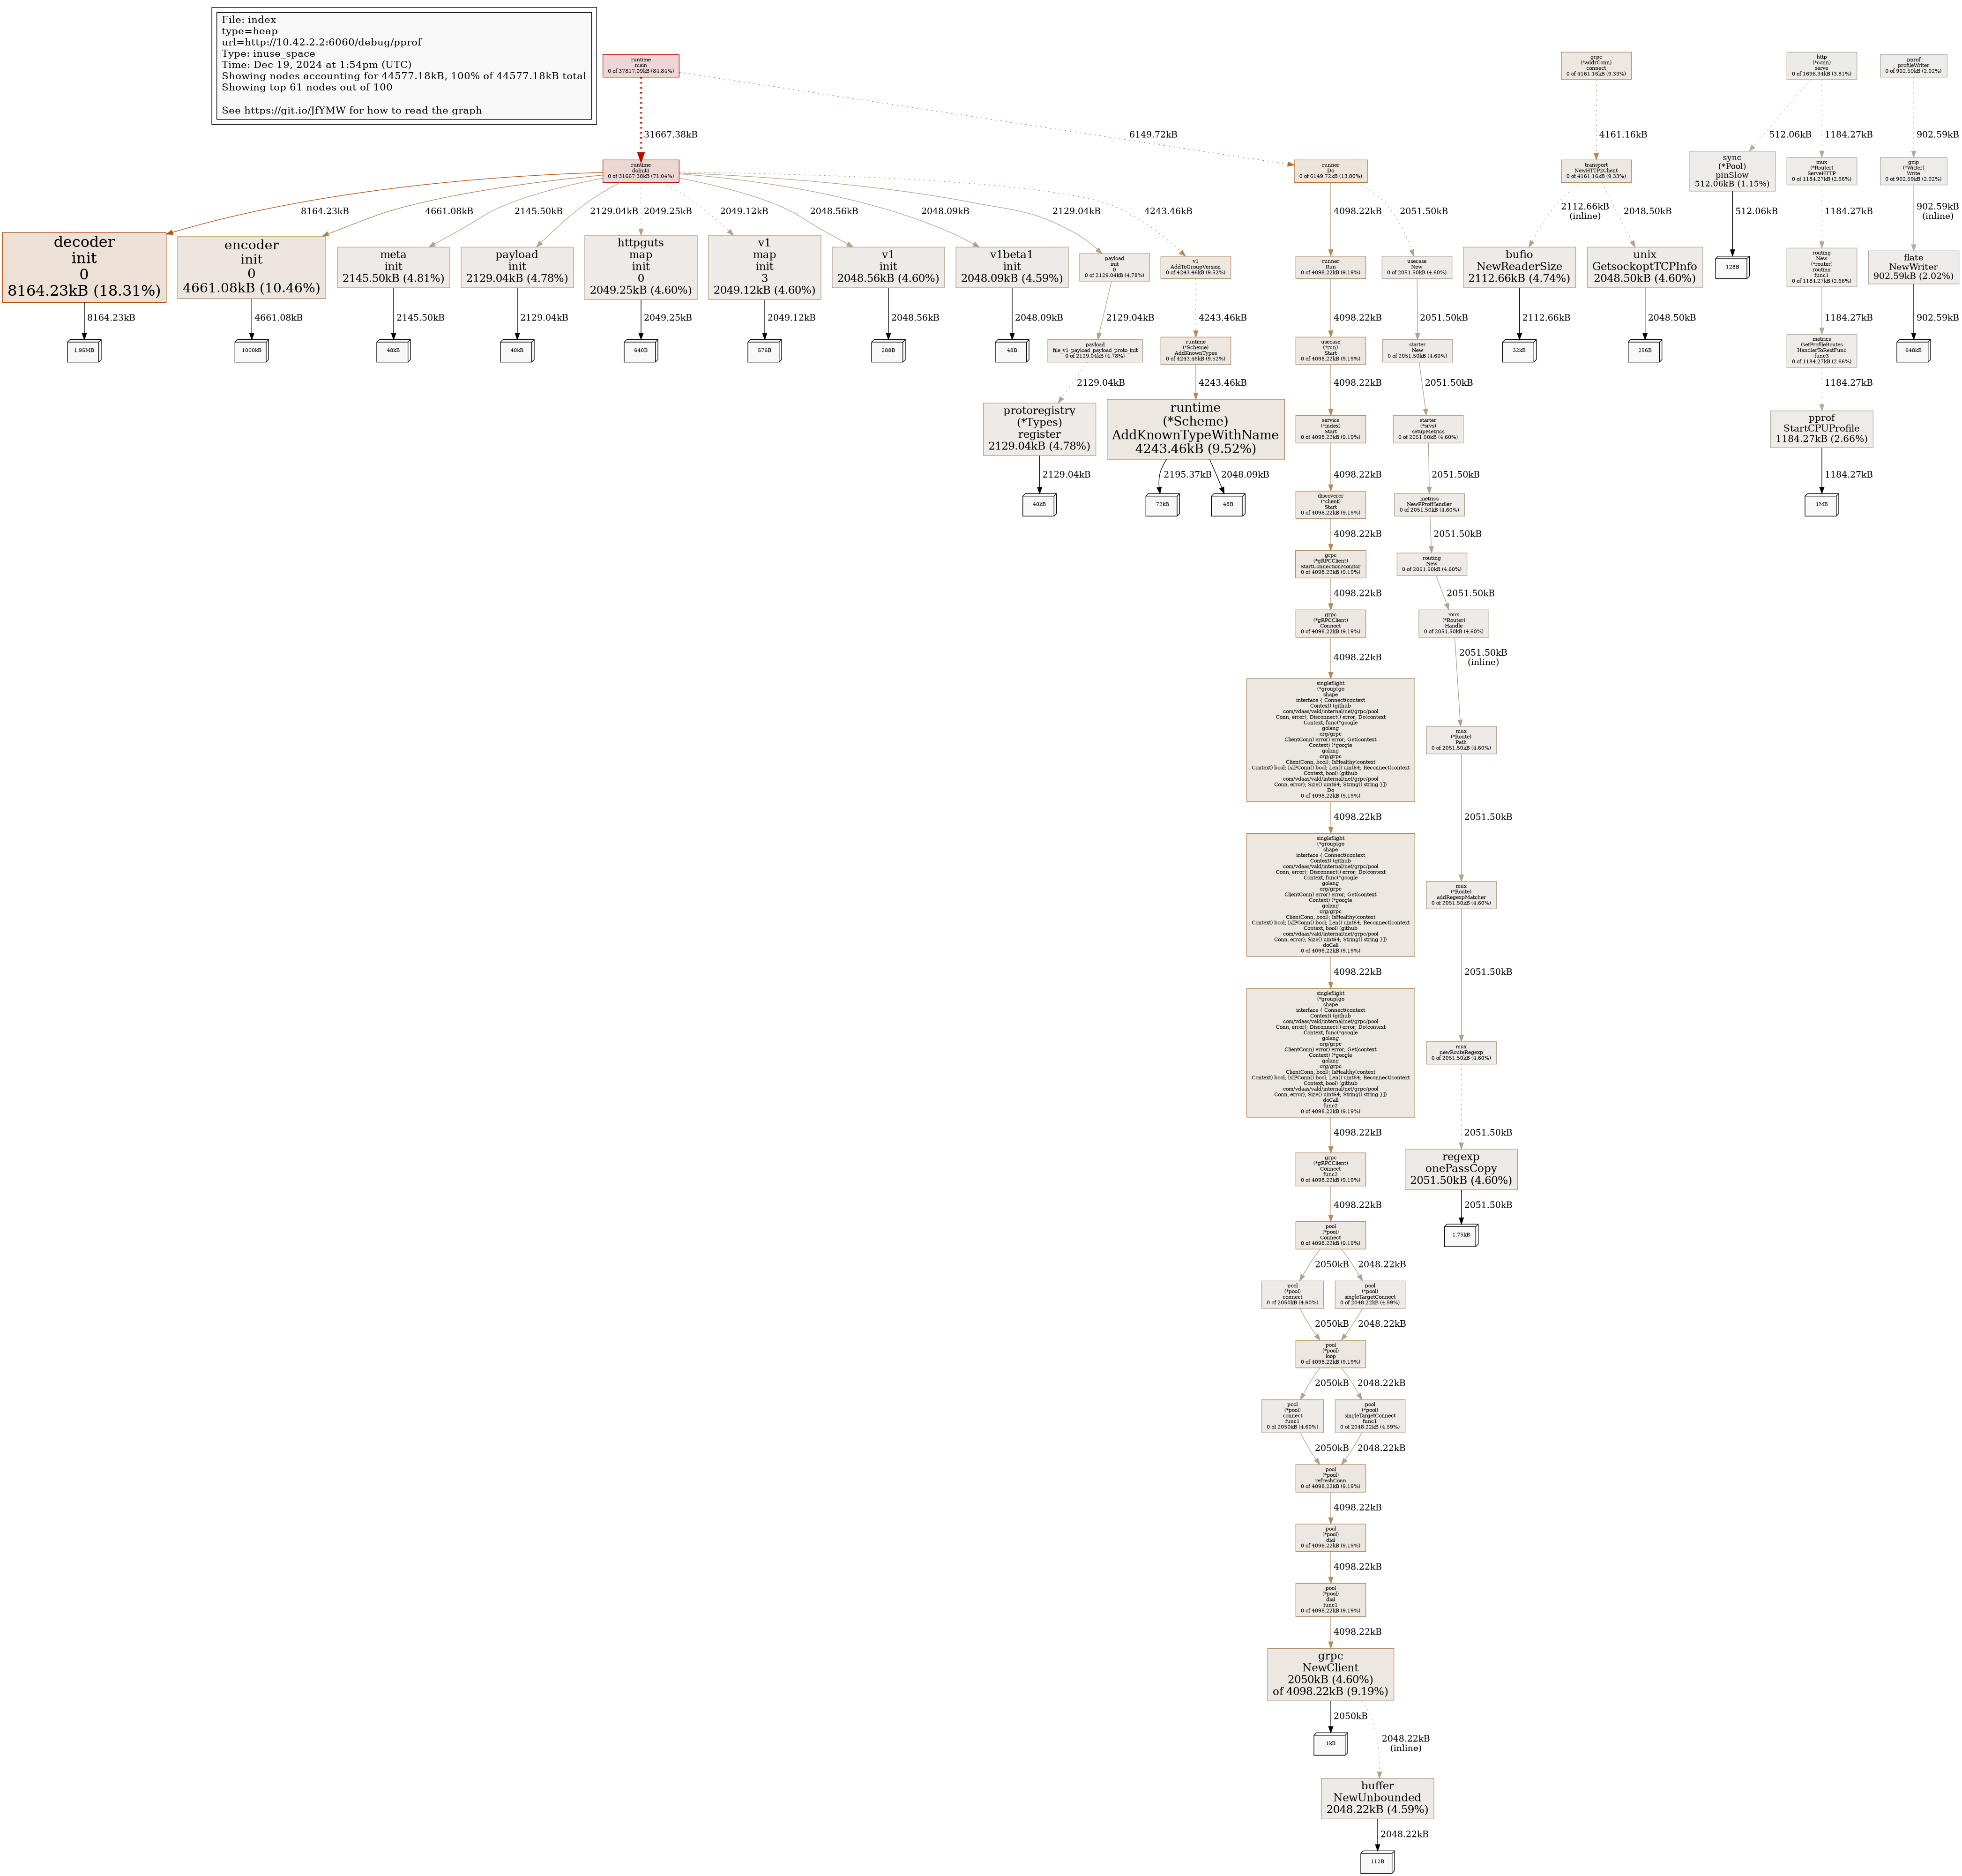 File: index
type=heap
url=http://10.42.2.2:6060/debug/pprof
Type: inuse_space
Time: Dec 19, 2024 at 1:54pm (UTC)
Showing nodes accounting for 44577.18kB, 100% of 44577.18kB total
Showing top 61 nodes out of 100
See https://git.io/JfYMW for how to read the graph
runtime
main
0 of 37817.09kB (84.84%)
grpc
(*addrConn)
connect
0 of 4161.16kB (9.33%)
http
(*conn)
serve
0 of 1696.34kB (3.81%)
pprof
profileWriter
0 of 902.59kB (2.02%)
31667.38kB
6149.72kB
4161.16kB
512.06kB
1184.27kB
902.59kB
runtime
doInit1
0 of 31667.38kB (71.04%)
runner
Do
0 of 6149.72kB (13.80%)
transport
NewHTTP2Client
0 of 4161.16kB (9.33%)
sync
(*Pool)
pinSlow
512.06kB (1.15%)
mux
(*Router)
ServeHTTP
0 of 1184.27kB (2.66%)
gzip
(*Writer)
Write
0 of 902.59kB (2.02%)
8164.23kB
4661.08kB
2145.50kB
2129.04kB
2049.25kB
2049.12kB
2048.56kB
2048.09kB
2129.04kB
4243.46kB
4098.22kB
2051.50kB
2112.66kB
(inline)
2048.50kB
512.06kB
1184.27kB
902.59kB
(inline)
decoder
init
0
8164.23kB (18.31%)
encoder
init
0
4661.08kB (10.46%)
meta
init
2145.50kB (4.81%)
payload
init
2129.04kB (4.78%)
httpguts
map
init
0
2049.25kB (4.60%)
v1
map
init
3
2049.12kB (4.60%)
v1
init
2048.56kB (4.60%)
v1beta1
init
2048.09kB (4.59%)
payload
init
0
0 of 2129.04kB (4.78%)
v1
AddToGroupVersion
0 of 4243.46kB (9.52%)
runner
Run
0 of 4098.22kB (9.19%)
usecase
New
0 of 2051.50kB (4.60%)
bufio
NewReaderSize
2112.66kB (4.74%)
unix
GetsockoptTCPInfo
2048.50kB (4.60%)
128B
routing
New
(*router)
routing
func1
0 of 1184.27kB (2.66%)
flate
NewWriter
902.59kB (2.02%)
8164.23kB
4661.08kB
2145.50kB
2129.04kB
2049.25kB
2049.12kB
2048.56kB
2048.09kB
2129.04kB
4243.46kB
4098.22kB
2051.50kB
2112.66kB
2048.50kB
1184.27kB
902.59kB
1.95MB
1000kB
48kB
40kB
640B
576B
288B
48B
payload
file_v1_payload_payload_proto_init
0 of 2129.04kB (4.78%)
runtime
(*Scheme)
AddKnownTypes
0 of 4243.46kB (9.52%)
usecase
(*run)
Start
0 of 4098.22kB (9.19%)
starter
New
0 of 2051.50kB (4.60%)
32kB
256B
metrics
GetProfileRoutes
HandlerToRestFunc
func3
0 of 1184.27kB (2.66%)
648kB
2129.04kB
4243.46kB
4098.22kB
2051.50kB
1184.27kB
protoregistry
(*Types)
register
2129.04kB (4.78%)
runtime
(*Scheme)
AddKnownTypeWithName
4243.46kB (9.52%)
service
(*index)
Start
0 of 4098.22kB (9.19%)
starter
(*srvs)
setupMetrics
0 of 2051.50kB (4.60%)
pprof
StartCPUProfile
1184.27kB (2.66%)
2129.04kB
2195.37kB
2048.09kB
4098.22kB
2051.50kB
1184.27kB
40kB
72kB
48B
discoverer
(*client)
Start
0 of 4098.22kB (9.19%)
metrics
NewPProfHandler
0 of 2051.50kB (4.60%)
1MB
4098.22kB
2051.50kB
grpc
(*gRPCClient)
StartConnectionMonitor
0 of 4098.22kB (9.19%)
routing
New
0 of 2051.50kB (4.60%)
4098.22kB
2051.50kB
grpc
(*gRPCClient)
Connect
0 of 4098.22kB (9.19%)
mux
(*Router)
Handle
0 of 2051.50kB (4.60%)
4098.22kB
2051.50kB
(inline)
singleflight
(*group[go
shape
interface { Connect(context
Context) (github
com/vdaas/vald/internal/net/grpc/pool
Conn, error); Disconnect() error; Do(context
Context, func(*google
golang
org/grpc
ClientConn) error) error; Get(context
Context) (*google
golang
org/grpc
ClientConn, bool); IsHealthy(context
Context) bool; IsIPConn() bool; Len() uint64; Reconnect(context
Context, bool) (github
com/vdaas/vald/internal/net/grpc/pool
Conn, error); Size() uint64; String() string }])
Do
0 of 4098.22kB (9.19%)
mux
(*Route)
Path
0 of 2051.50kB (4.60%)
4098.22kB
2051.50kB
singleflight
(*group[go
shape
interface { Connect(context
Context) (github
com/vdaas/vald/internal/net/grpc/pool
Conn, error); Disconnect() error; Do(context
Context, func(*google
golang
org/grpc
ClientConn) error) error; Get(context
Context) (*google
golang
org/grpc
ClientConn, bool); IsHealthy(context
Context) bool; IsIPConn() bool; Len() uint64; Reconnect(context
Context, bool) (github
com/vdaas/vald/internal/net/grpc/pool
Conn, error); Size() uint64; String() string }])
doCall
0 of 4098.22kB (9.19%)
mux
(*Route)
addRegexpMatcher
0 of 2051.50kB (4.60%)
4098.22kB
2051.50kB
singleflight
(*group[go
shape
interface { Connect(context
Context) (github
com/vdaas/vald/internal/net/grpc/pool
Conn, error); Disconnect() error; Do(context
Context, func(*google
golang
org/grpc
ClientConn) error) error; Get(context
Context) (*google
golang
org/grpc
ClientConn, bool); IsHealthy(context
Context) bool; IsIPConn() bool; Len() uint64; Reconnect(context
Context, bool) (github
com/vdaas/vald/internal/net/grpc/pool
Conn, error); Size() uint64; String() string }])
doCall
func2
0 of 4098.22kB (9.19%)
mux
newRouteRegexp
0 of 2051.50kB (4.60%)
4098.22kB
2051.50kB
grpc
(*gRPCClient)
Connect
func2
0 of 4098.22kB (9.19%)
regexp
onePassCopy
2051.50kB (4.60%)
4098.22kB
2051.50kB
pool
(*pool)
Connect
0 of 4098.22kB (9.19%)
1.75kB
2050kB
2048.22kB
pool
(*pool)
connect
0 of 2050kB (4.60%)
pool
(*pool)
singleTargetConnect
0 of 2048.22kB (4.59%)
2050kB
2048.22kB
pool
(*pool)
loop
0 of 4098.22kB (9.19%)
2050kB
2048.22kB
pool
(*pool)
connect
func1
0 of 2050kB (4.60%)
pool
(*pool)
singleTargetConnect
func1
0 of 2048.22kB (4.59%)
2050kB
2048.22kB
pool
(*pool)
refreshConn
0 of 4098.22kB (9.19%)
4098.22kB
pool
(*pool)
dial
0 of 4098.22kB (9.19%)
4098.22kB
pool
(*pool)
dial
func1
0 of 4098.22kB (9.19%)
4098.22kB
grpc
NewClient
2050kB (4.60%)
of 4098.22kB (9.19%)
2050kB
2048.22kB
(inline)
1kB
buffer
NewUnbounded
2048.22kB (4.59%)
2048.22kB
112B